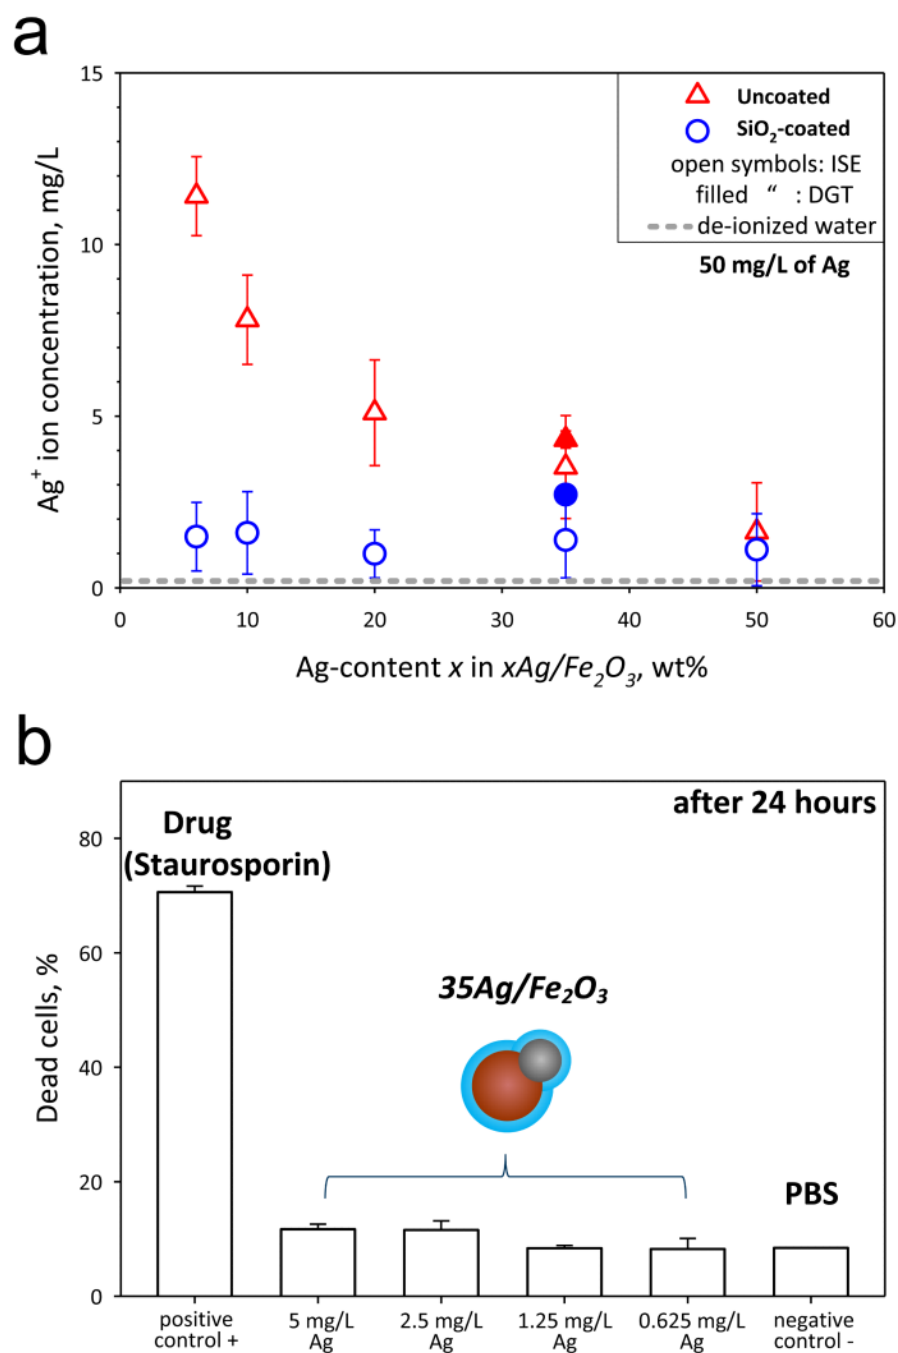 a
15
10
5
0
Ag⁺ ion concentration, mg/L
Uncoated
SiO₂-coated
open symbols: ISE
filled “ : DGT
de-ionized water
50 mg/L of Ag
0 10 20 30 40 50 60
Ag-content x in xAg/Fe₂O₃, wt%
b
after 24 hours
Drug
(Staurosporin)
80
60
40
20
0
Dead cells, %
35Ag/Fe₂O₃
PBS
positive
control +
5 mg/L
Ag
2.5 mg/L
Ag
1.25 mg/L
Ag
0.625 mg/L
Ag
negative
control -